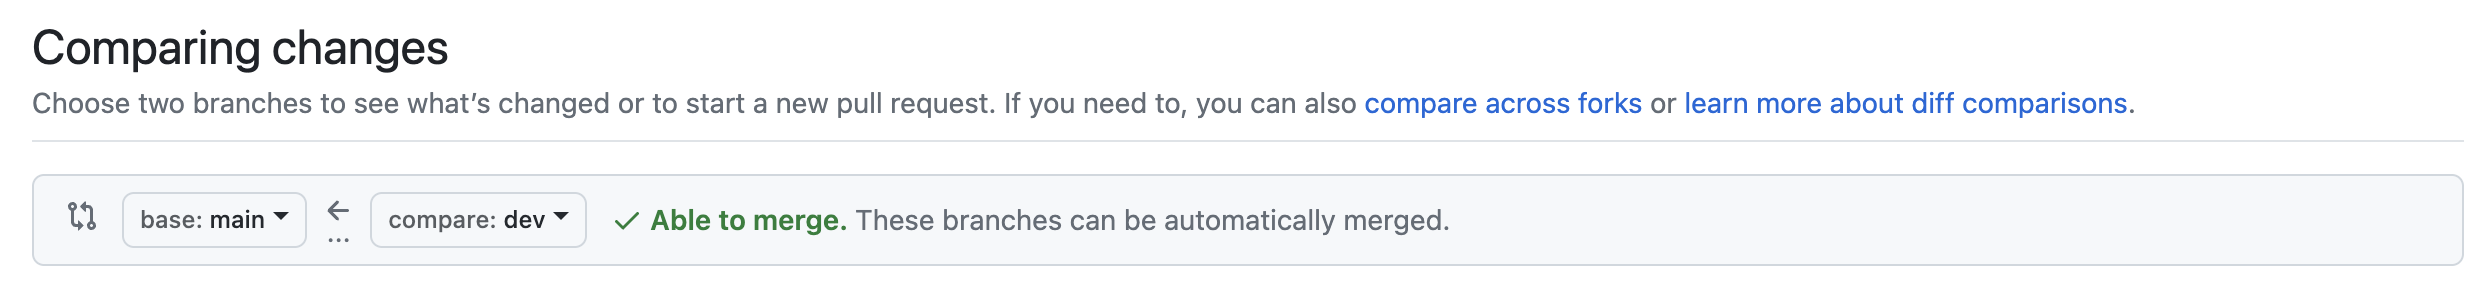 Comparing changes
Choose two branches to see what’s changed or to start a new pull request. If you need to, you can also compare across forks or learn more about diff comparisons.
base: main ← ... compare: dev ✓ Able to merge. These branches can be automatically merged.